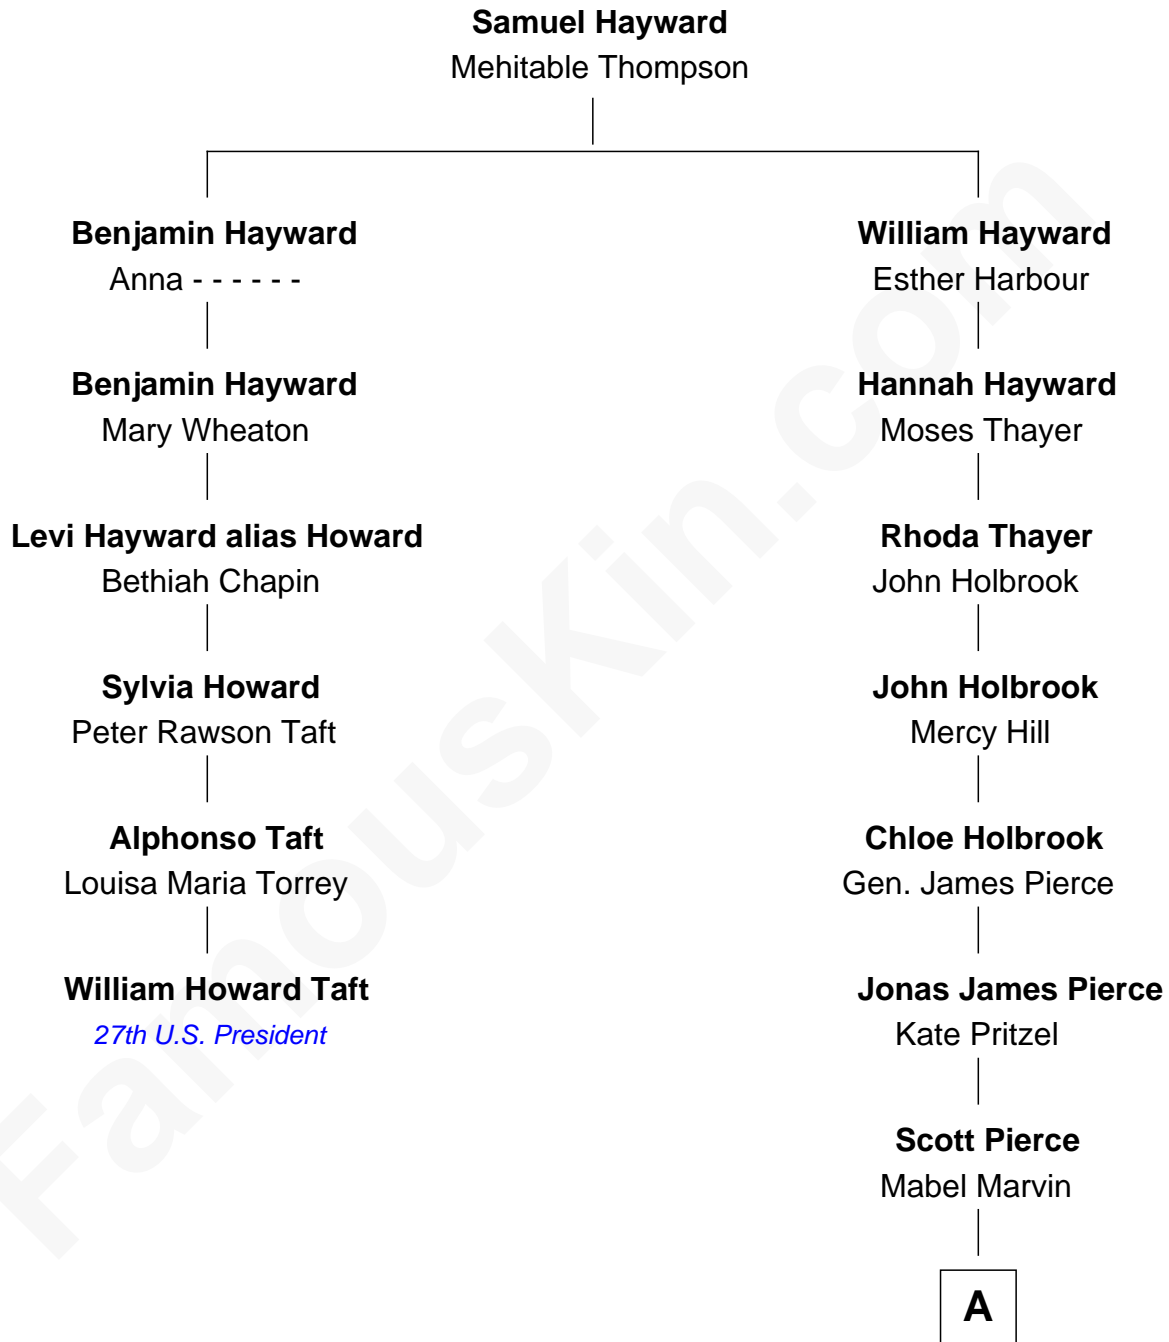 Samuel Hayward
Mehitable Thompson
Benjamin Hayward
Anna - - - - - -
Benjamin Hayward
Mary Wheaton
Levi Hayward alias Howard
Bethiah Chapin
Sylvia Howard
Peter Rawson Taft
Alphonso Taft
Louisa Maria Torrey
William Howard Taft
27th U.S. President
William Hayward
Esther Harbour
Hannah Hayward
Moses Thayer
Rhoda Thayer
John Holbrook
John Holbrook
Mercy Hill
Chloe Holbrook
Gen. James Pierce
Jonas James Pierce
Kate Pritzel
Scott Pierce
Mabel Marvin
A
FamousKin.com